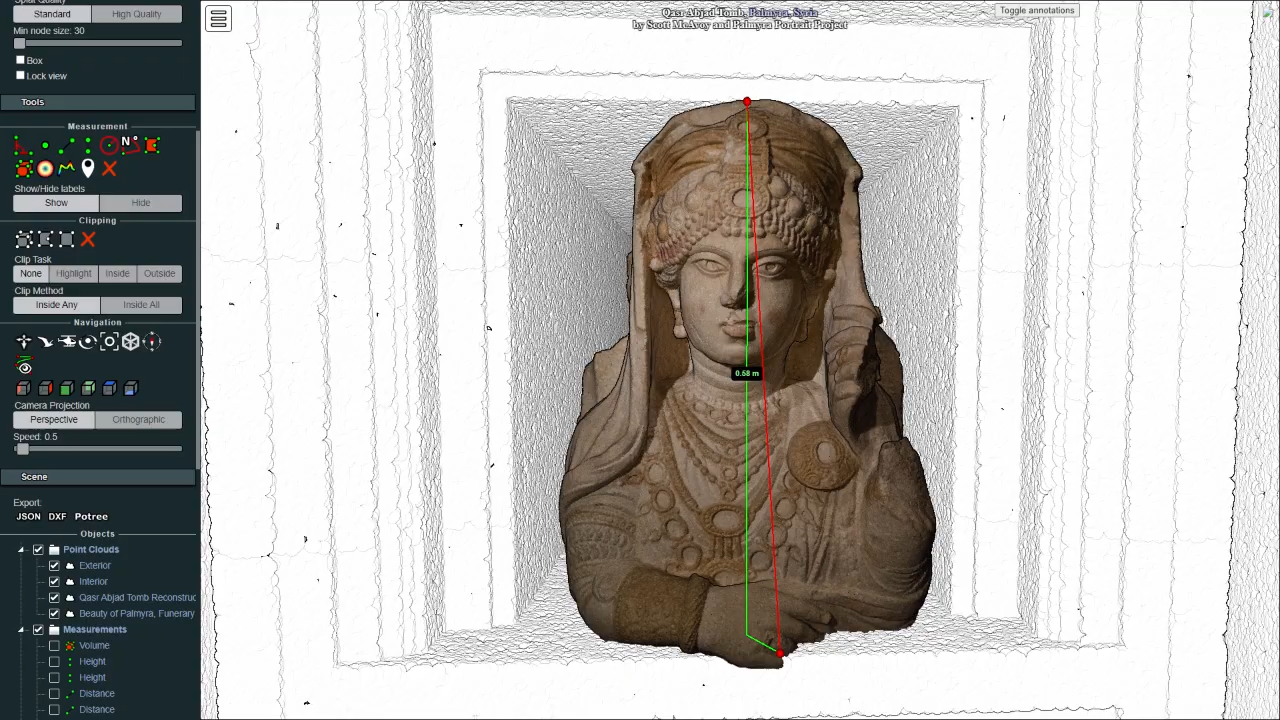 Splat Quality
Standard High Quality
Min node size: 30
Box
Lock view
Tools
Measurement
N°
Show/Hide labels
Show Hide
Clipping
Clip Task
None Highlight Inside Outside
Clip Method
Inside Any Inside All
Navigation
Camera Projection
Perspective Orthographic
Speed: 0.5
Scene
Export:
JSON DXF Potree
Objects
Point Clouds
Exterior
Interior
Qasr Abjad Tomb Reconstruc
Beauty of Palmyra, Funerary
Measurements
Volume
Height
Height
Distance
Distance
Qasr Abjad Tomb, Palmyra, Syria
by Scott McAvoy and Palmyra Portrait Project
Toggle annotations
0.58 m